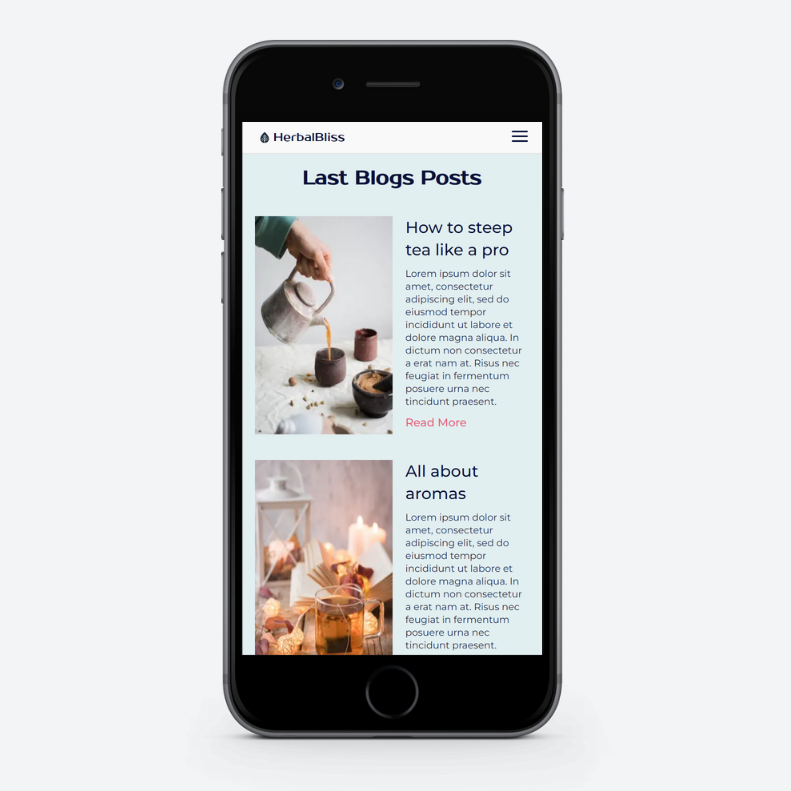 HerbalBliss
Last Blogs Posts
How to steep
tea like a pro
Lorem ipsum dolor sit
amet, consectetur
adipiscing elit, sed do
eiusmod tempor
incididunt ut labore et
dolore magna aliqua. In
dictum non consectetur
a erat nam at. Risus nec
feugiat in fermentum
posuere urna nec
tincidunt praesent.
Read More
All about
aromas
Lorem ipsum dolor sit
amet, consectetur
adipiscing elit, sed do
eiusmod tempor
incididunt ut labore et
dolore magna aliqua. In
dictum non consectetur
a erat nam at. Risus nec
feugiat in fermentum
posuere urna nec
tincidunt praesent.